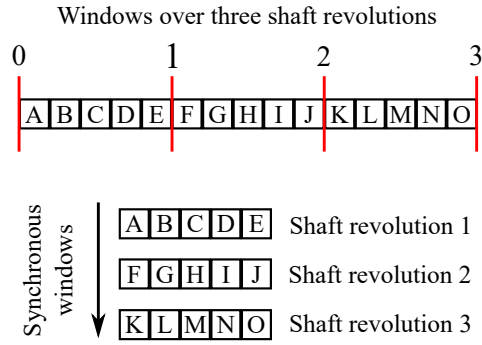 Windows over three shaft revolutions
0 1 2 3
A B C D E F G H I J K L M N O
Synchronous
windows
A B C D E Shaft revolution 1
F G H I J Shaft revolution 2
K L M N O Shaft revolution 3